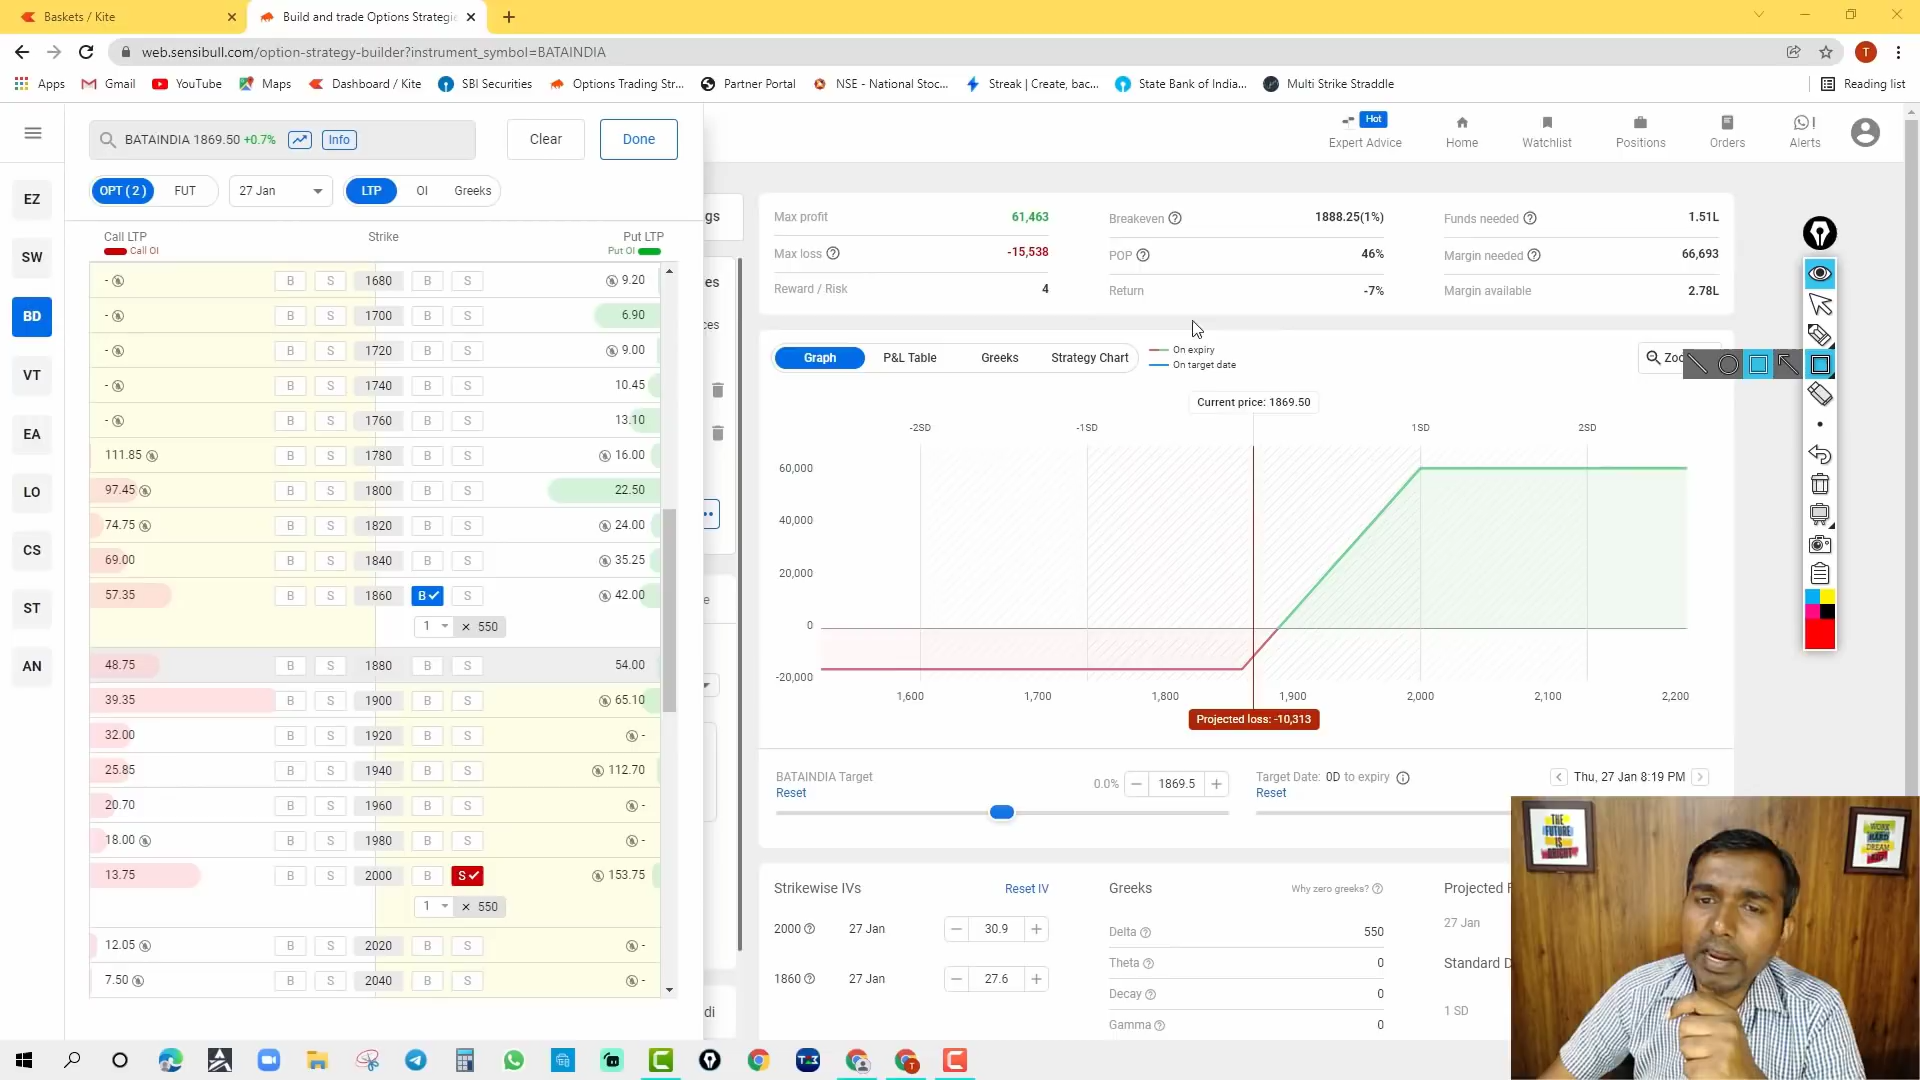 Baskets / Kite
Build and trade Options Strategie
web.sensibull.com/option-strategy-builder?instrument_symbol=BATAINDIA
T
Apps
Gmail
YouTube
Maps
Dashboard / Kite
SBI Securities
Options Trading Str...
Partner Portal
NSE - National Stoc...
Streak | Create, bac...
State Bank of India...
Multi Strike Straddle
Reading list
BATAINDIA 1869.50 +0.7%
Info
Clear
Done
Hot
Expert Advice
Home
Watchlist
Positions
Orders
Alerts
OPT ( 2 )
FUT
27 Jan
LTP
OI
Greeks
EZ
SW
BD
VT
EA
LO
CS
ST
AN
Call LTP
Call OI
Strike
Put LTP
Put OI
- B S 1680 B S 9.20
- B S 1700 B S 6.90
- B S 1720 B S 9.00
- B S 1740 B S 10.45
- B S 1760 B S 13.10
111.85 B S 1780 B S 16.00
97.45 B S 1800 B S 22.50
74.75 B S 1820 B S 24.00
69.00 B S 1840 B S 35.25
57.35 B S 1860 B S 42.00
1 × 550
48.75 B S 1880 B S 54.00
39.35 B S 1900 B S 65.10
32.00 B S 1920 B S -
25.85 B S 1940 B S 112.70
20.70 B S 1960 B S -
18.00 B S 1980 B S -
13.75 B S 2000 B S 153.75
1 × 550
12.05 B S 2020 B S -
7.50 B S 2040 B S -
gs
es
ces
e
di
Max profit 61,463
Max loss -15,538
Reward / Risk 4
Breakeven 1888.25(1%)
POP 46%
Return -7%
Funds needed 1.51L
Margin needed 66,693
Margin available 2.78L
Graph
P&L Table
Greeks
Strategy Chart
On expiry
On target date
Zoo
Current price: 1869.50
-2SD
-1SD
1SD
2SD
60,000
40,000
20,000
0
-20,000
1,600
1,700
1,800
1,900
2,000
2,100
2,200
Projected loss: -10,313
BATAINDIA Target
Reset
0.0%
1869.5
Target Date: 0D to expiry
Reset
Thu, 27 Jan 8:19 PM
Strikewise IVs
Reset IV
2000 27 Jan 30.9
1860 27 Jan 27.6
Greeks
Why zero greeks?
Delta 550
Theta 0
Decay 0
Gamma 0
Projected F
27 Jan
Standard D
1 SD
THE
FUTURE
IS
BRIGHT
WORK
HARD
DREAM
T